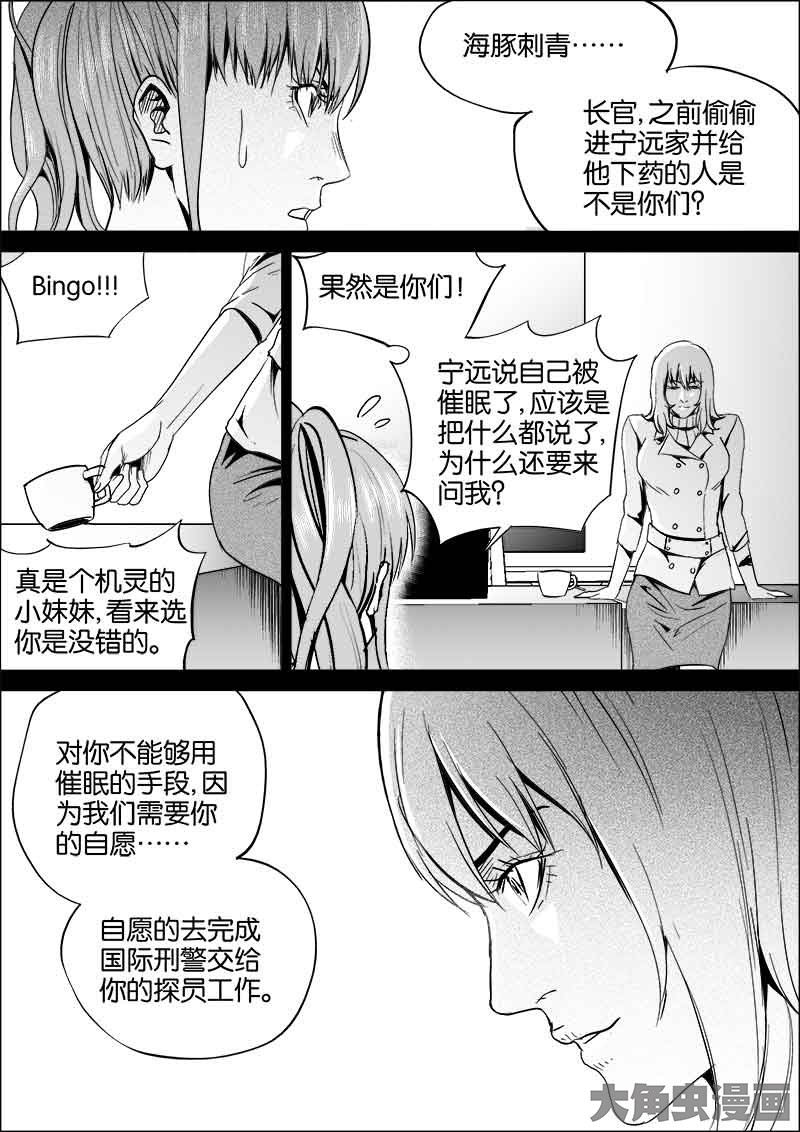 海豚刺青……
长官,之前偷偷
进宁远家并给
他下药的人是
不是你们?
Bingo!!!
真是个机灵的
小妹妹,看来选
你是没错的。
果然是你们!
宁远说自己被
催眠了,应该是
把什么都说了,
为什么还要来
问我?
对你不能够用
催眠的手段,因
为我们需要你
的自愿……
自愿的去完成
国际刑警交给
你的探员工作。
大角虫漫画